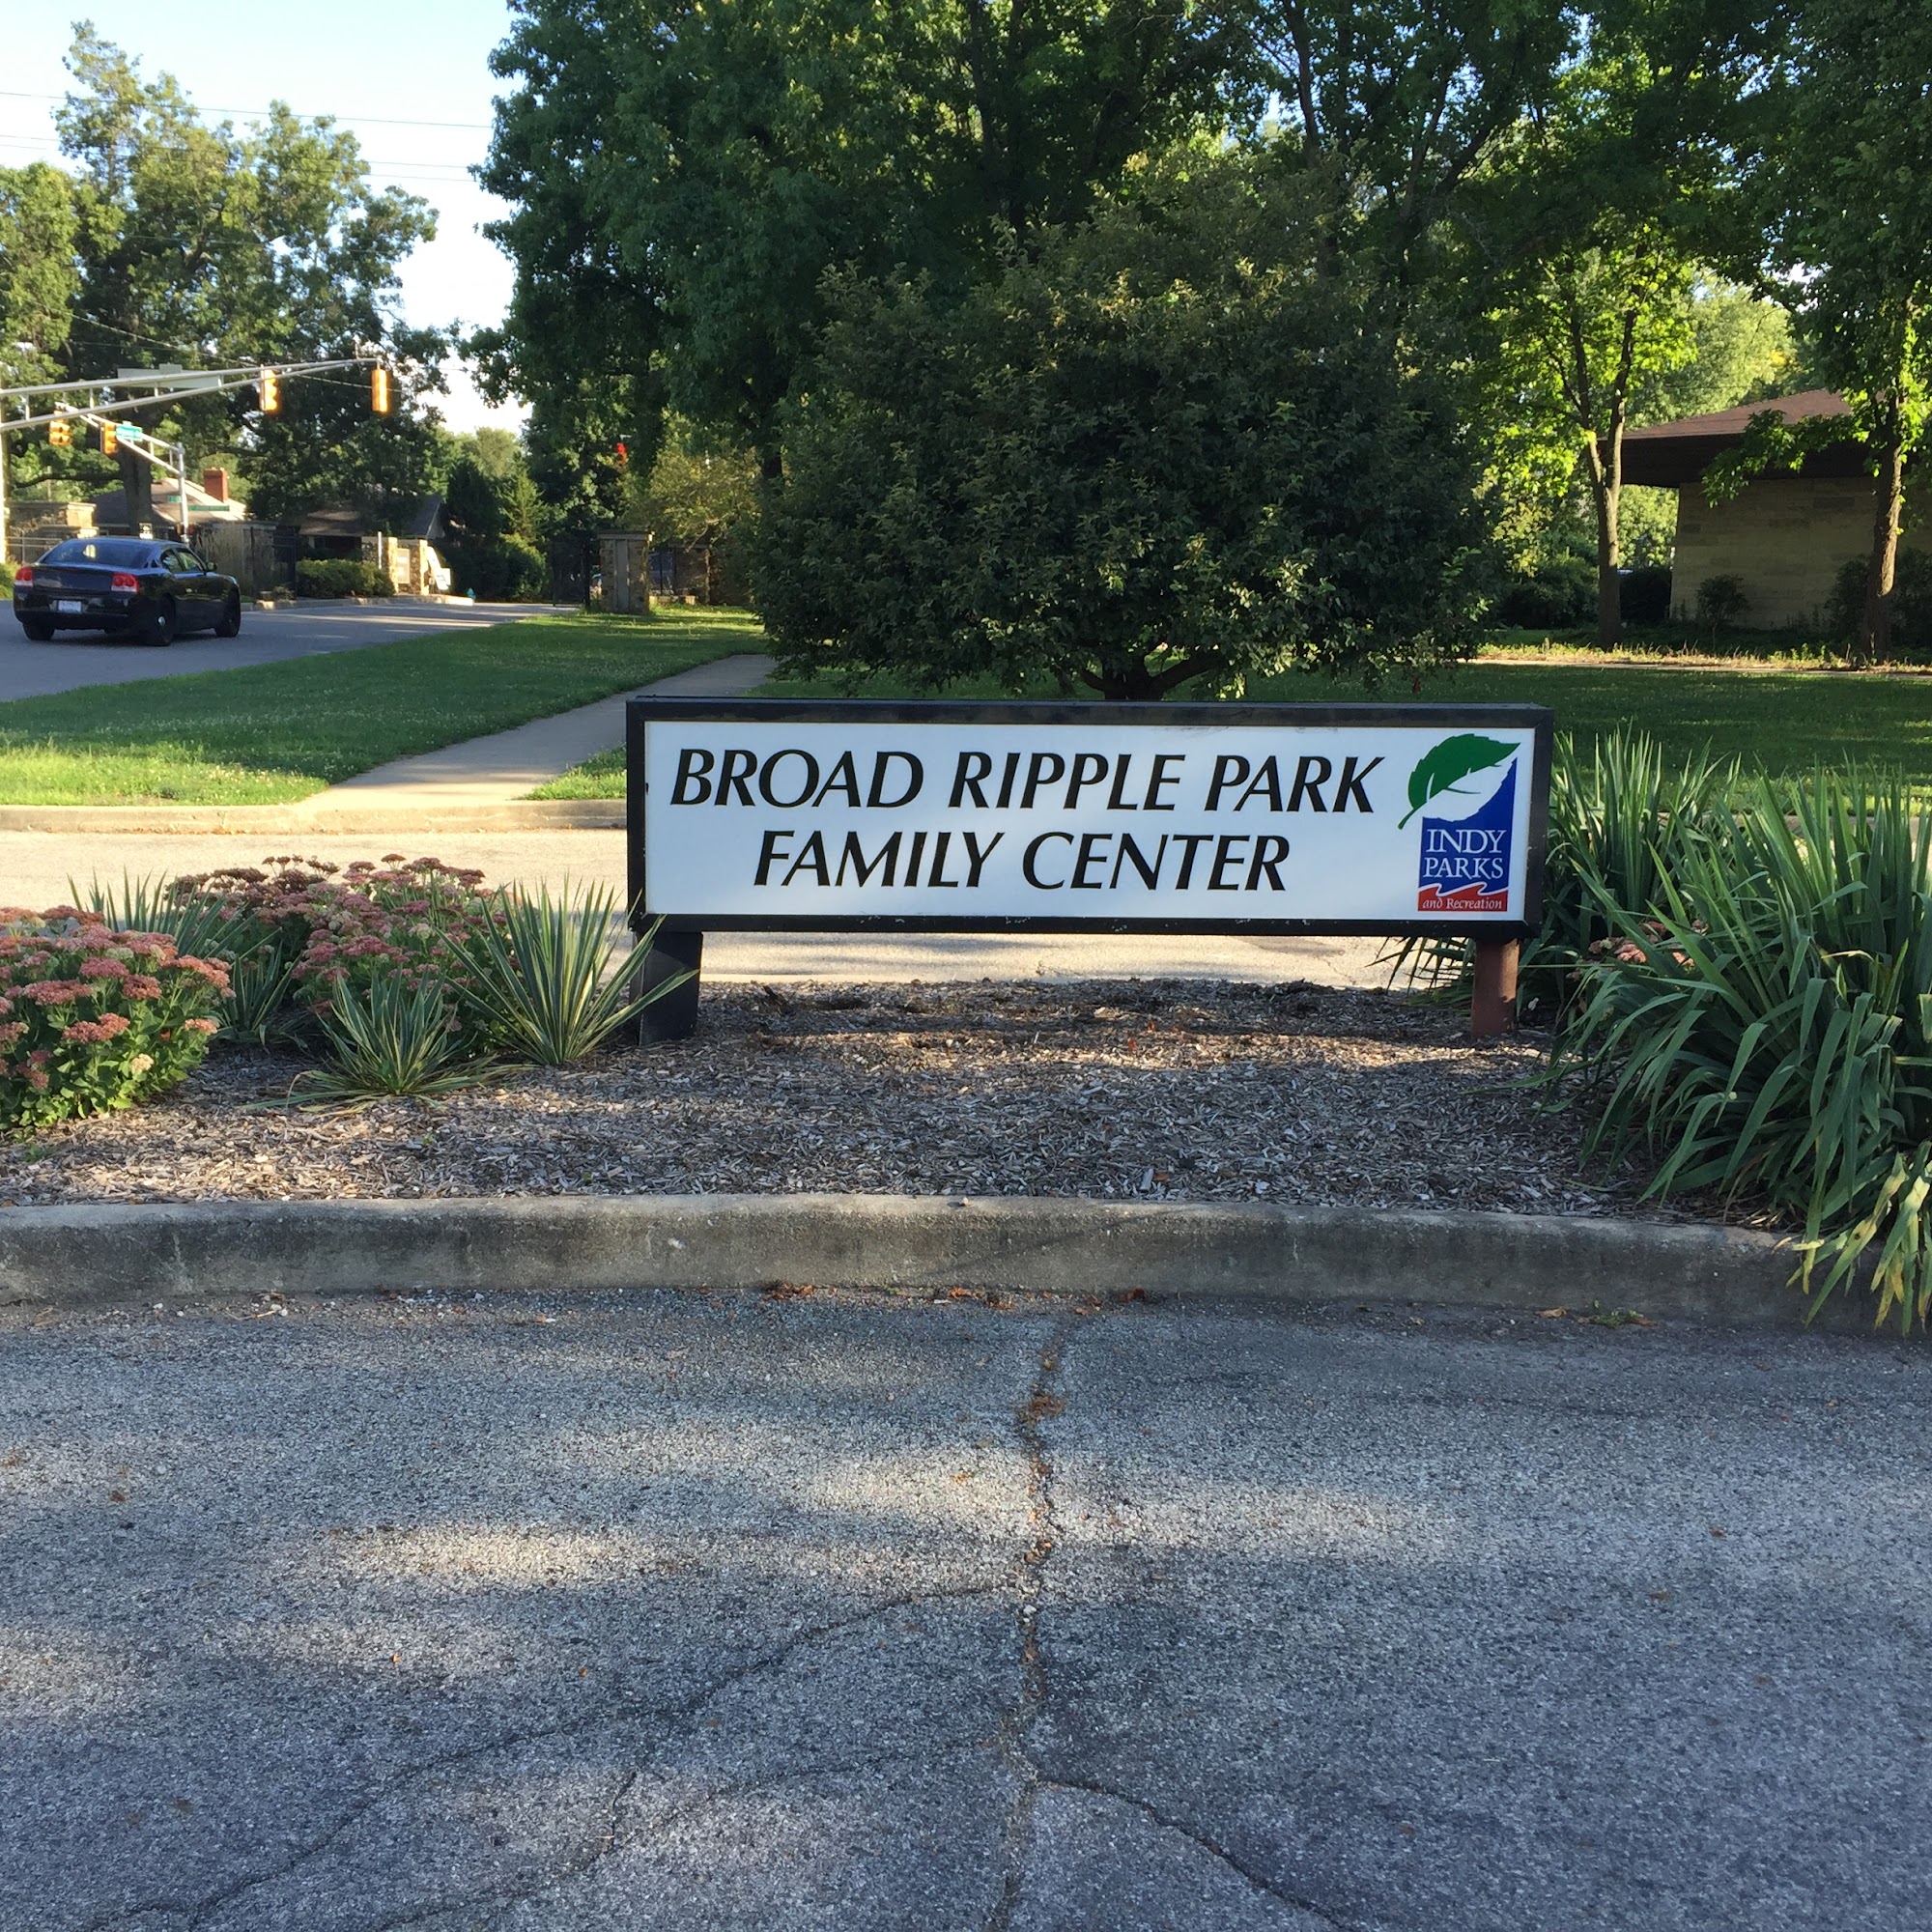 BROAD RIPPLE PARK
FAMILY CENTER
INDY
PARKS
and Recreation